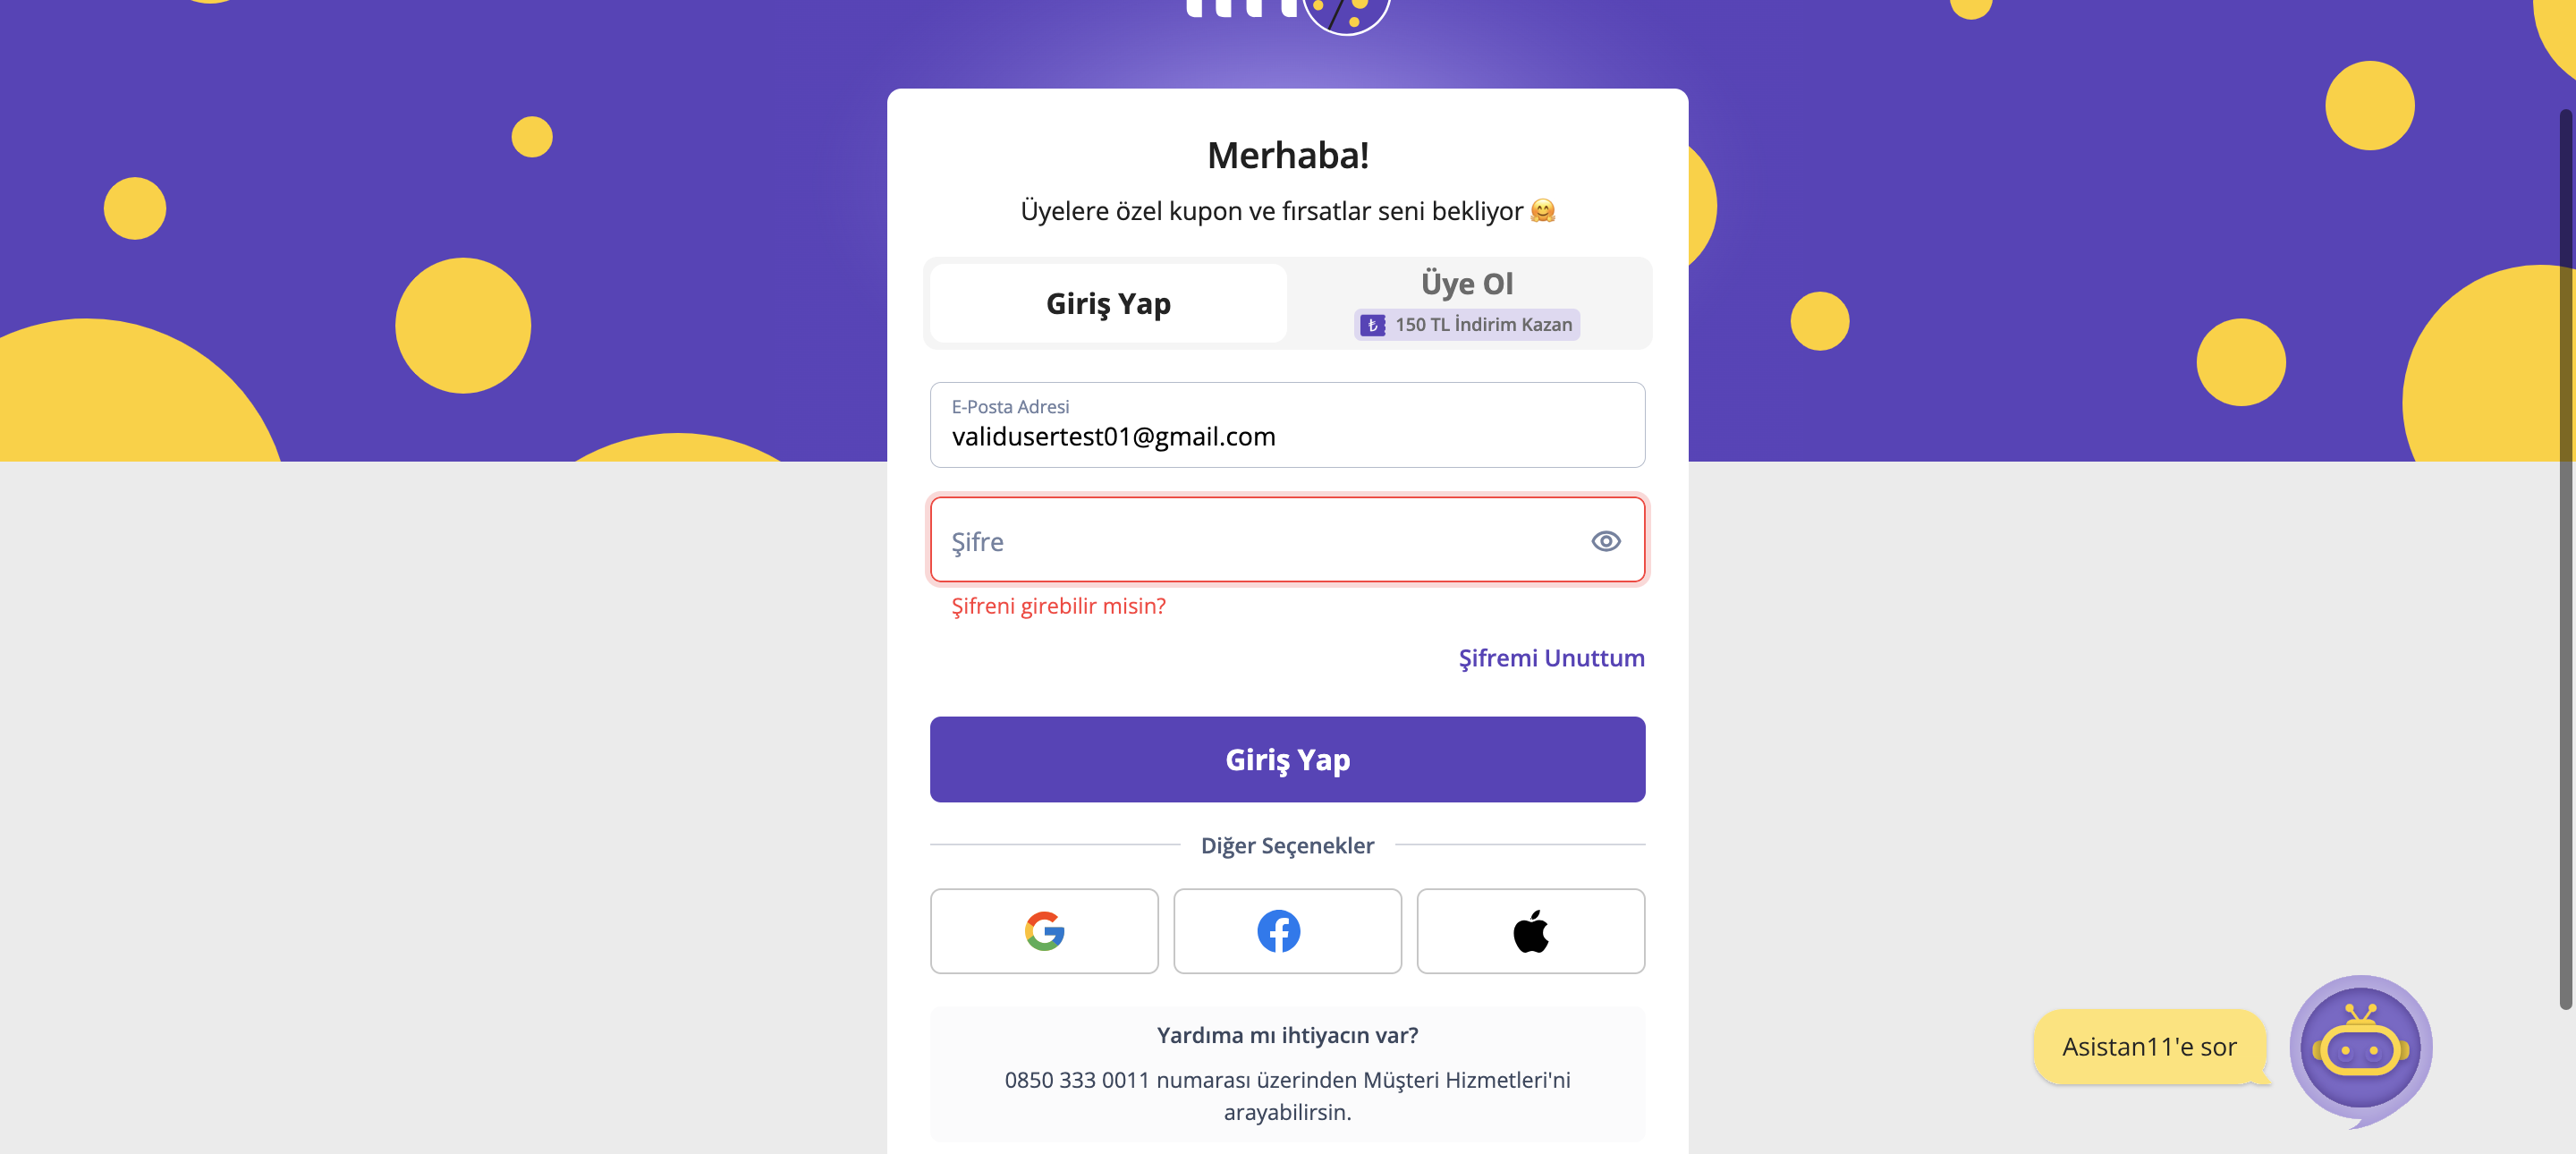 Merhaba!
Üyelere özel kupon ve fırsatlar seni bekliyor 🤗
Giriş Yap
Üye Ol
₺ 150 TL İndirim Kazan
E-Posta Adresi
validusertest01@gmail.com
Şifre
Şifreni girebilir misin?
Şifremi Unuttum
Giriş Yap
Diğer Seçenekler
Yardıma mı ihtiyacın var?
0850 333 0011 numarası üzerinden Müşteri Hizmetleri'ni
arayabilirsin.
Asistan11'e sor